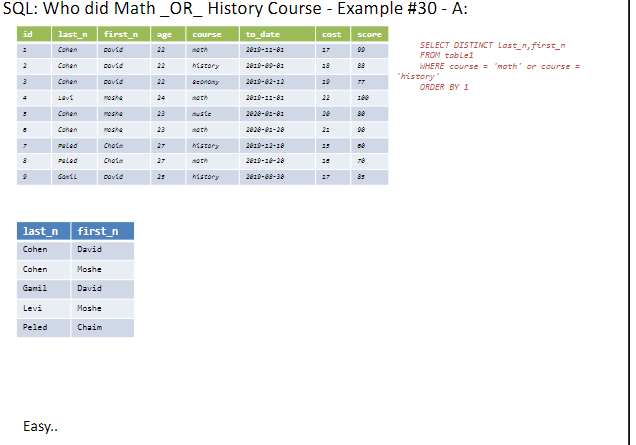 SQL: Who did Math _OR_ History Course - Example #30 - A:
id last_n first_n age course to_date cost score
1 Cohen David 22 math 2019-11-01 17 99
2 Cohen David 22 history 2019-09-01 18 88
3 Cohen David 22 economy 2019-02-12 19 77
4 Levi Moshe 24 math 2019-11-01 22 100
5 Cohen Moshe 23 music 2020-01-01 20 80
6 Cohen Moshe 23 math 2020-01-20 21 90
7 Peled Chaim 27 history 2019-12-10 15 60
8 Peled Chaim 27 math 2019-10-20 16 70
9 Gamil David 25 history 2019-08-30 17 85
SELECT DISTINCT last_n,first_n
FROM table1
WHERE course = 'math' or course =
'history'
ORDER BY 1
last_n first_n
Cohen David
Cohen Moshe
Gamil David
Levi Moshe
Peled Chaim
Easy..